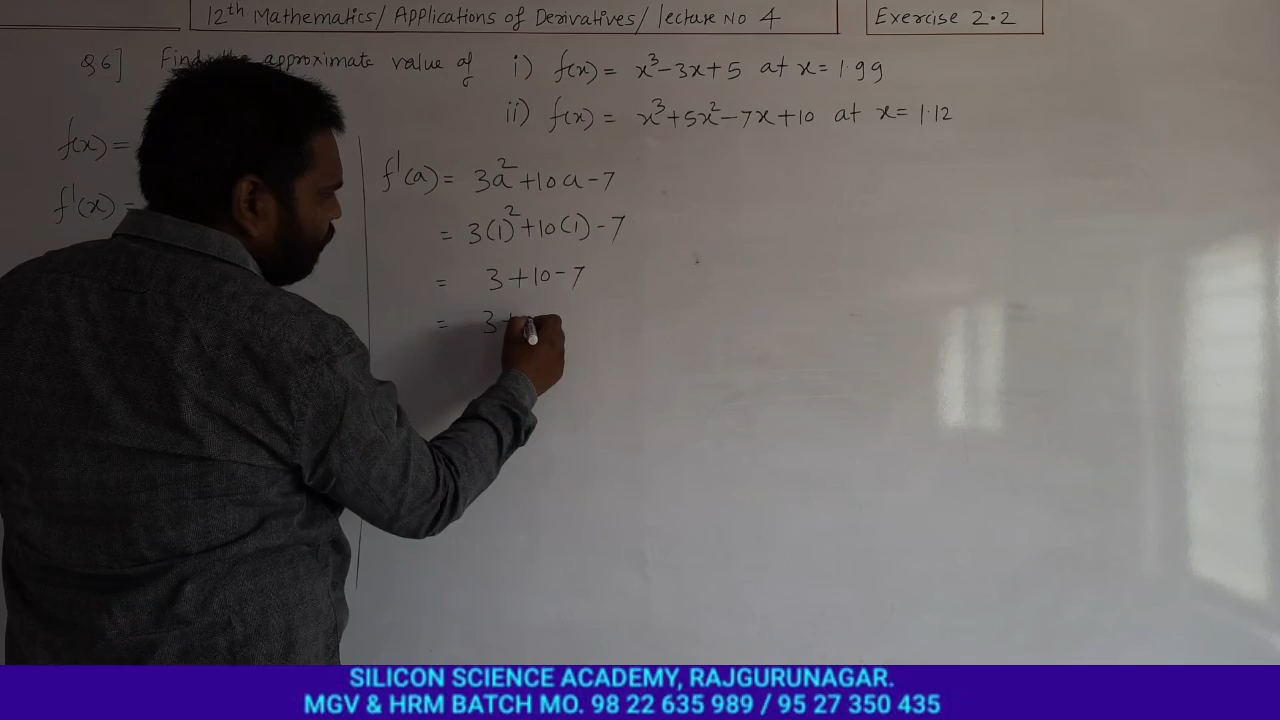 12th Mathematics/ Applications of Derivatives/ lecture No 4
Exercise 2.2
Q6] Find the approximate value of i) f(x) = x³-3x+5 at x= 1.99
ii) f(x) = x³+5x²-7x+10 at x= 1.12
f(x) =
f'(x) =
f'(a) = 3a²+10a-7
= 3(1)²+10(1)-7
= 3+10-7
= 3+
SILICON SCIENCE ACADEMY, RAJGURUNAGAR.
MGV & HRM BATCH MO. 98 22 635 989 / 95 27 350 435